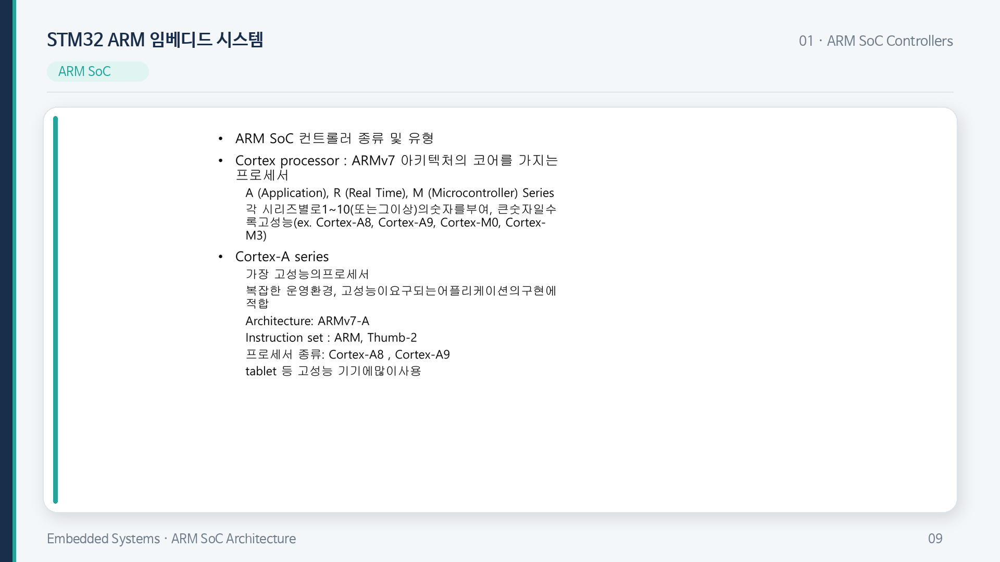 STM32 ARM 임베디드 시스템
01 · ARM SoC Controllers
ARM SoC
• ARM SoC 컨트롤러 종류 및 유형
• Cortex processor : ARMv7 아키텍처의 코어를 가지는
프로세서
A (Application), R (Real Time), M (Microcontroller) Series
각 시리즈별로1~10(또는그이상)의숫자를부여, 큰숫자일수
록고성능(ex. Cortex-A8, Cortex-A9, Cortex-M0, Cortex-
M3)
• Cortex-A series
가장 고성능의프로세서
복잡한 운영환경, 고성능이요구되는어플리케이션의구현에
적합
Architecture: ARMv7-A
Instruction set : ARM, Thumb-2
프로세서 종류: Cortex-A8 , Cortex-A9
tablet 등 고성능 기기에많이사용
Embedded Systems · ARM SoC Architecture
09